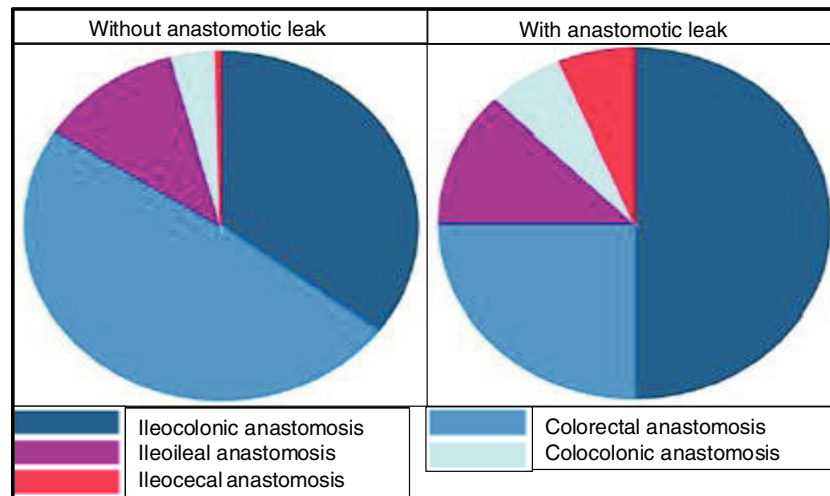 Without anastomotic leak
With anastomotic leak
Ileocolonic anastomosis
Ileoileal anastomosis
Ileocecal anastomosis
Colorectal anastomosis
Colocolonic anastomosis